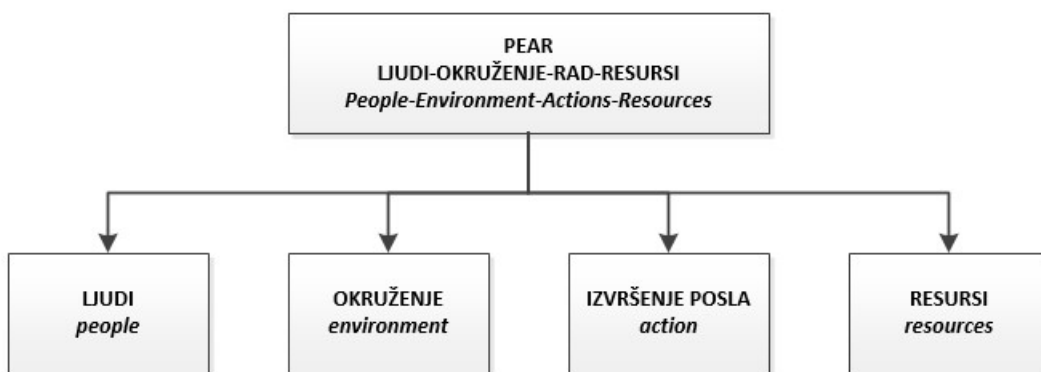 PEAR
LJUDI-OKRUŽENJE-RAD-RESURSI
People-Environment-Actions-Resources
LJUDI
people
OKRUŽENJE
environment
IZVRŠENJE POSLA
action
RESURSI
resources